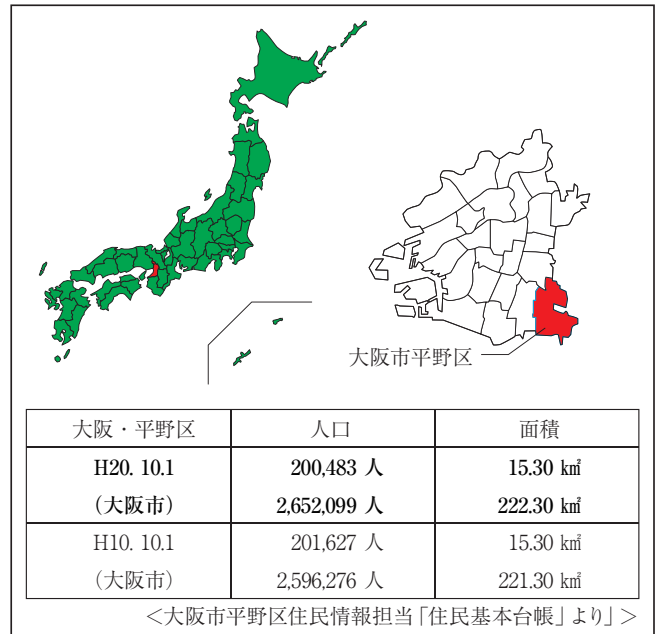 大阪市平野区
大阪・平野区 人口 面積
H20. 10.1 200,483 人 15.30 ㎢
(大阪市) 2,652,099 人 222.30 ㎢
H10. 10.1 201,627 人 15.30 ㎢
(大阪市) 2,596,276 人 221.30 ㎢
<大阪市平野区住民情報担当「住民基本台帳」より」>